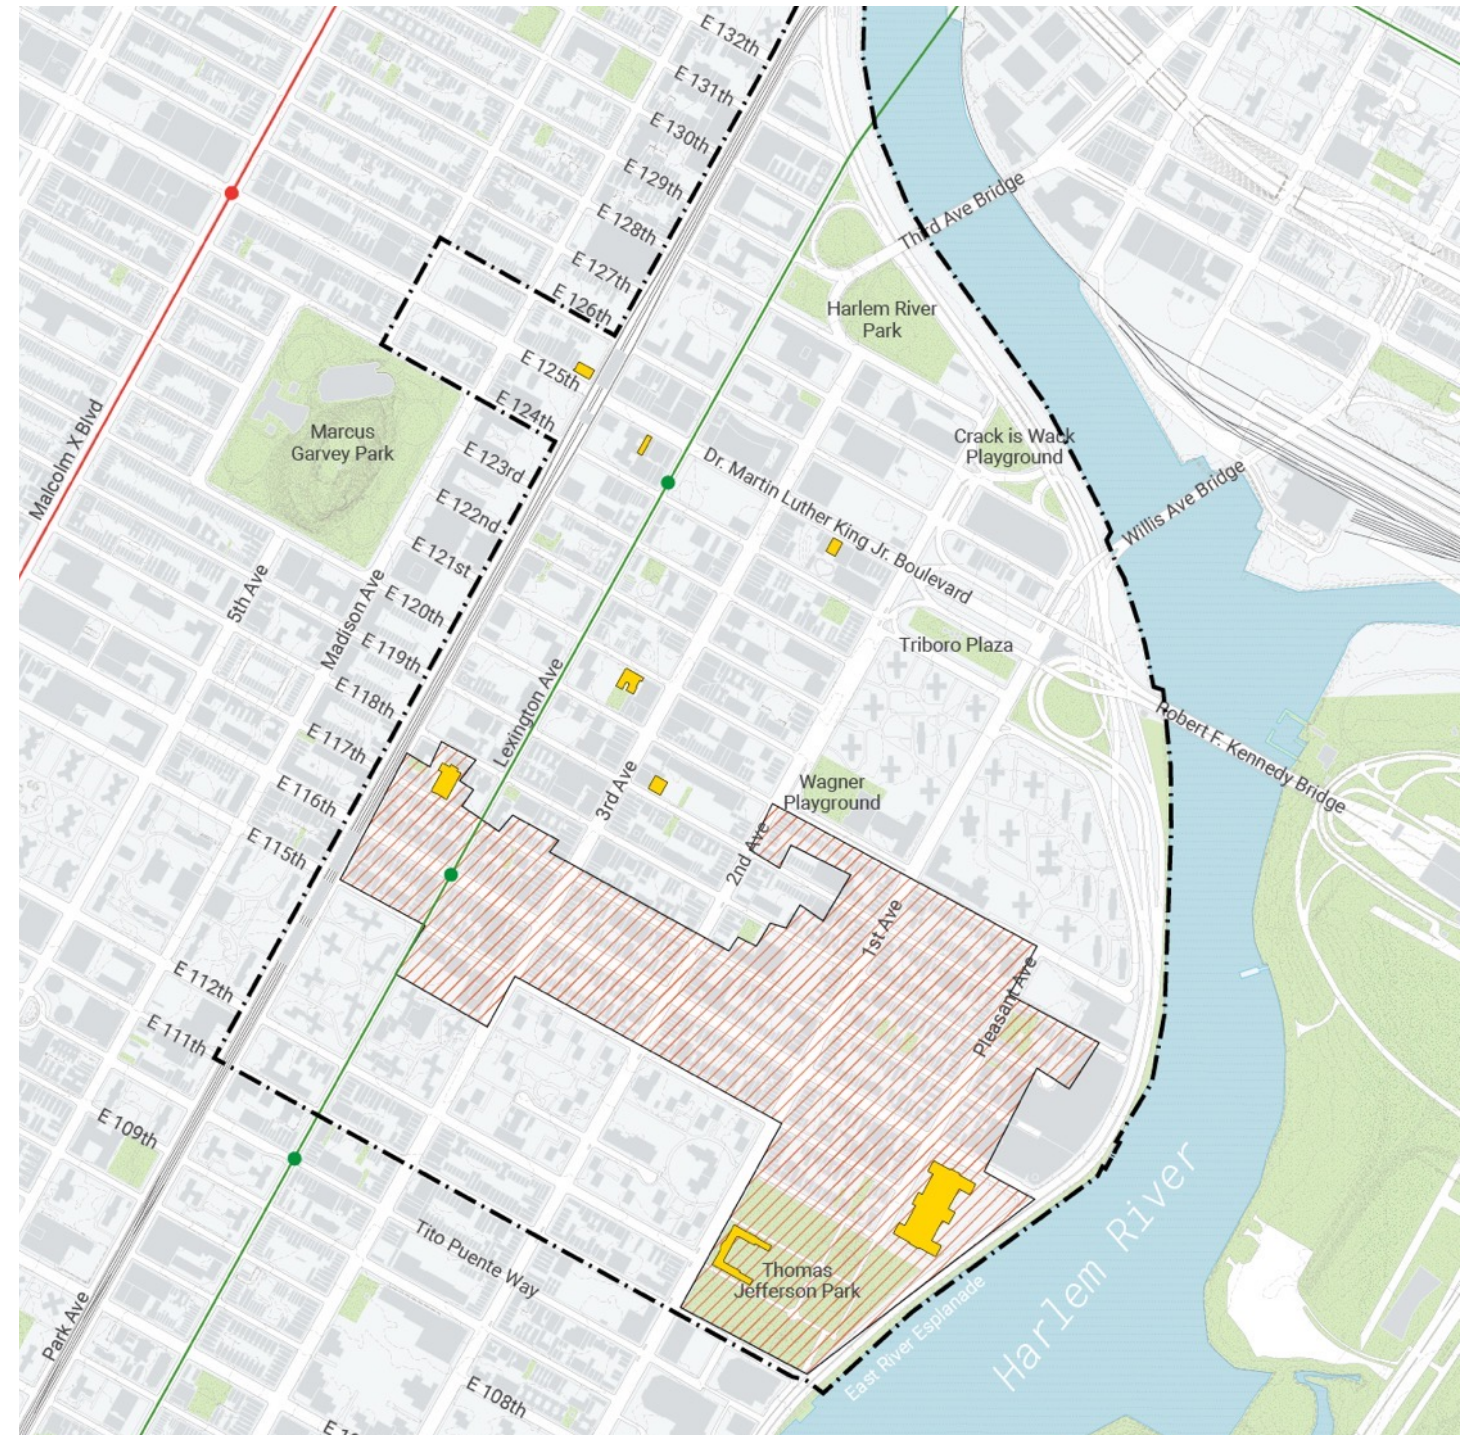 E 132th
E 131th
E 130th
E 129th
E 128th
E 127th
E 126th
Third Ave Bridge
Harlem River
Park
E 125th
E 124th
Malcolm X Blvd
Marcus
Garvey Park
E 123rd
Crack is Wack
Playground
Dr. Martin Luther King Jr. Boulevard
Willis Ave Bridge
E 122nd
E 121st
5th Ave
Madison Ave
E 120th
E 119th
E 118th
Triboro Plaza
Lexington Ave
Robert F. Kennedy Bridge
E 117th
3rd Ave
Wagner
Playground
E 116th
E 115th
2nd Ave
1st Ave
E 112th
Pleasant Ave
E 111th
E 109th
Tito Puente Way
Thomas
Jefferson Park
Harlem River
East River Esplanade
Park Ave
E 108th